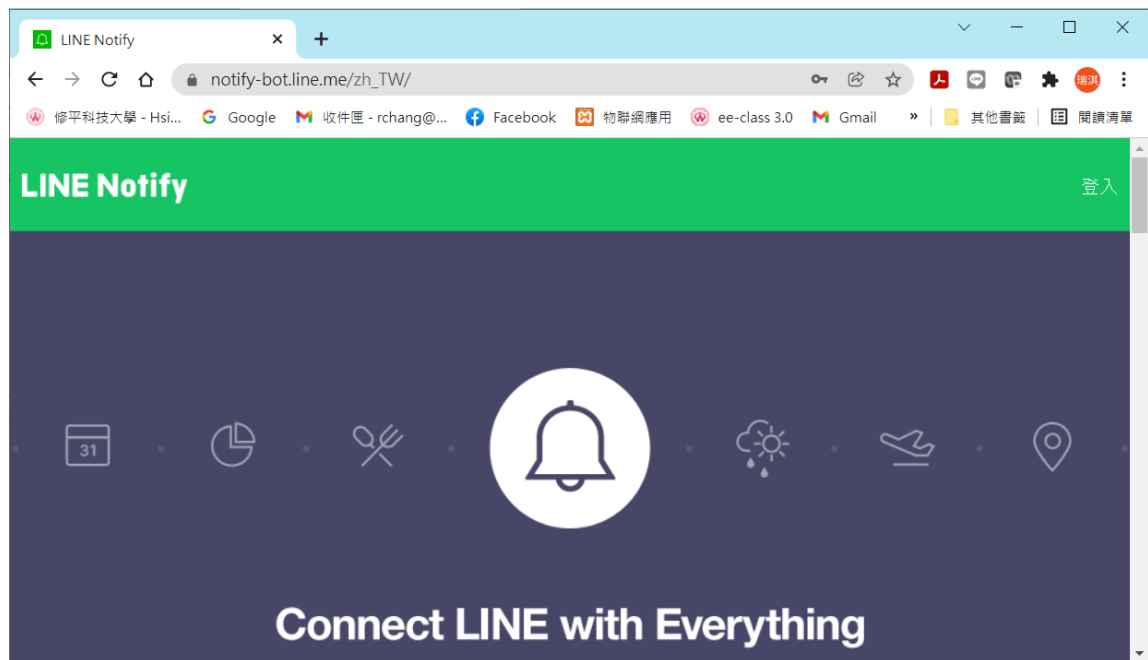 LINE Notify
notify-bot.line.me/zh_TW/
修平科技大學 - Hsi... Google 收件匣 - rchang@... Facebook 物聯網應用 ee-class 3.0 Gmail » 其他書籤 閱讀清單
LINE Notify 登入
31
Connect LINE with Everything